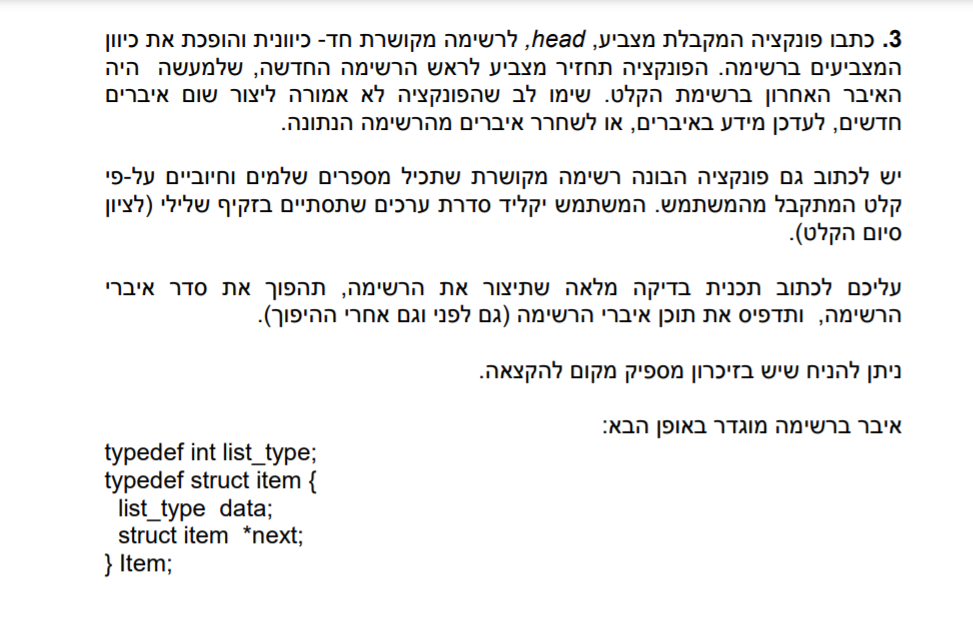 3. כתבו פונקציה המקבלת מצביע, head, לרשימה מקושרת חד- כיוונית והופכת את כיוון
המצביעים ברשימה. הפונקציה תחזיר מצביע לראש הרשימה החדשה, שלמעשה היה
האיבר האחרון ברשימת הקלט. שימו לב שהפונקציה לא אמורה ליצור שום איברים
חדשים, לעדכן מידע באיברים, או לשחרר איברים מהרשימה הנתונה.
יש לכתוב גם פונקציה הבונה רשימה מקושרת שתכיל מספרים שלמים וחיוביים על-פי
קלט המתקבל מהמשתמש. המשתמש יקליד סדרת ערכים שתסתיים בזקיף שלילי (לציון
סיום הקלט).
עליכם לכתוב תכנית בדיקה מלאה שתיצור את הרשימה, תהפוך את סדר איברי
הרשימה, ותדפיס את תוכן איברי הרשימה (גם לפני וגם אחרי ההיפוך).
ניתן להניח שיש בזיכרון מספיק מקום להקצאה.
איבר ברשימה מוגדר באופן הבא:
typedef int list_type;
typedef struct item {
list_type data;
struct item *next;
} Item;